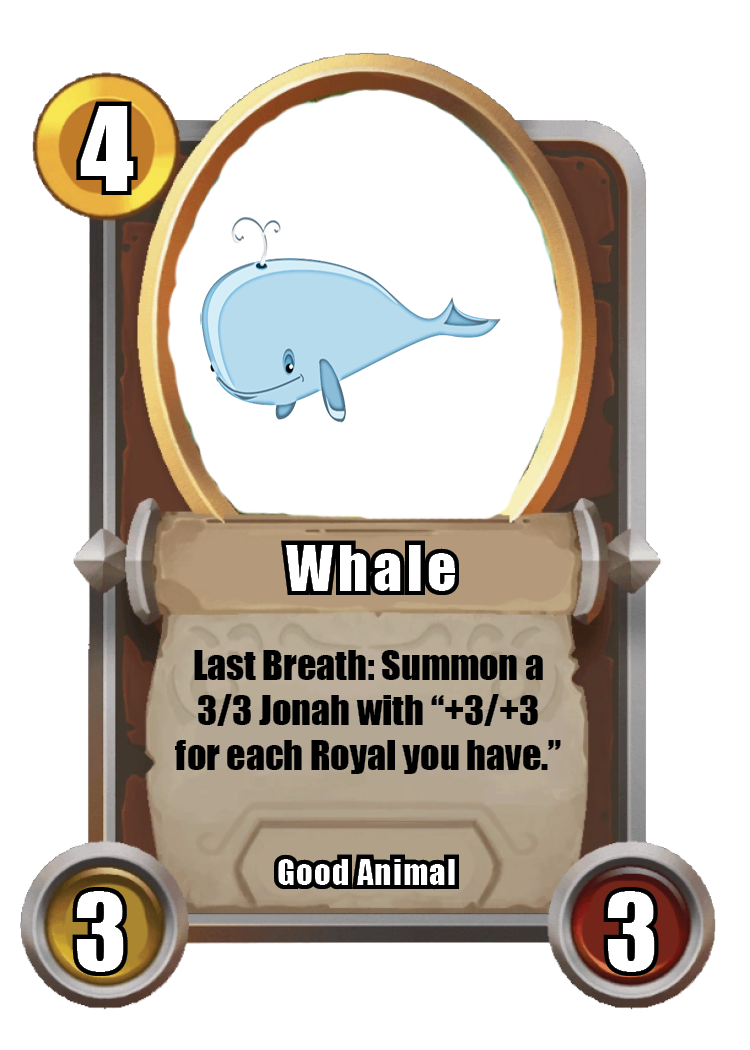 4
Whale
Last Breath: Summon a
3/3 Jonah with “+3/+3
for each Royal you have.”
Good Animal
3
3